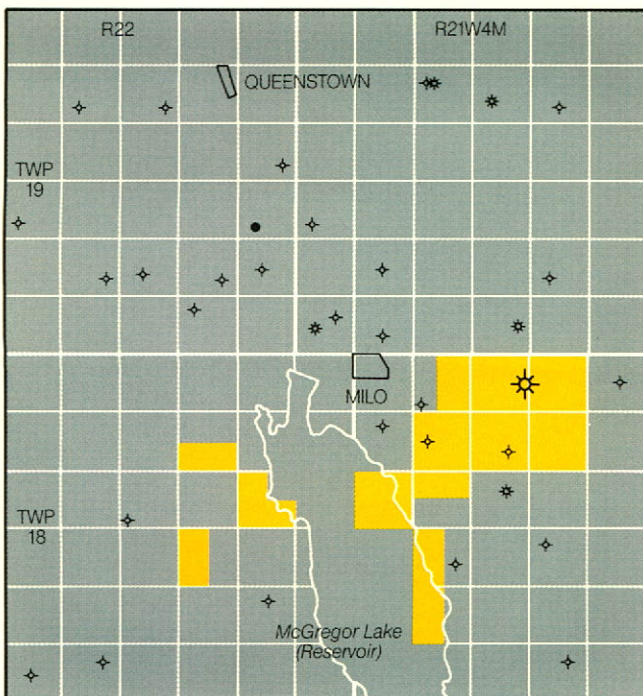 R22
R21W4M
QUEENSTOWN
TWP
19
MILO
TWP
18
McGregor Lake
(Reservoir)